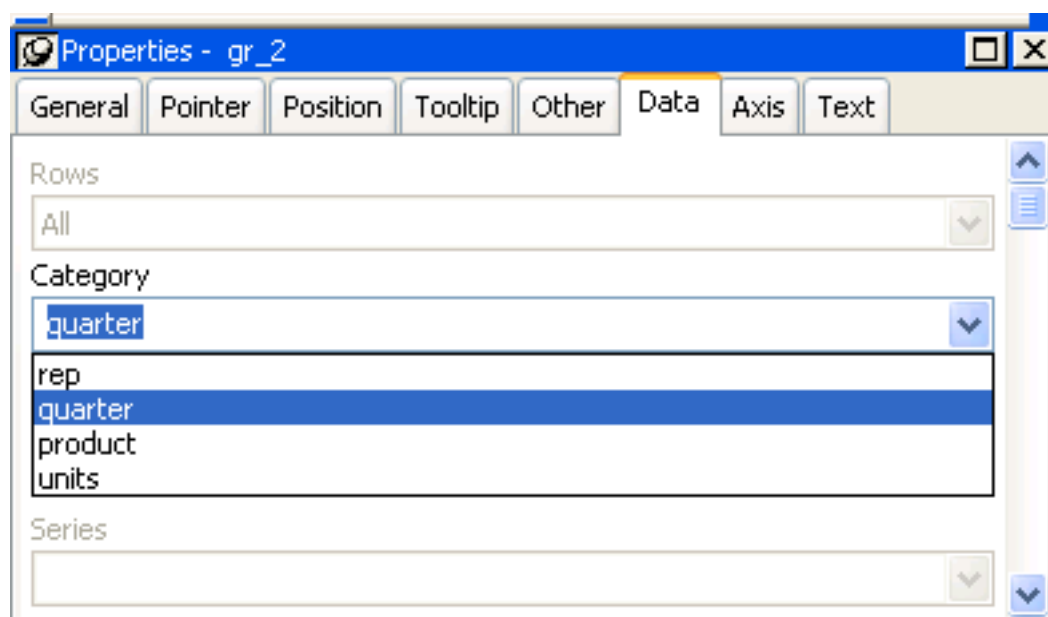 Properties - gr_2
General Pointer Position Tooltip Other Data Axis Text
Rows
All
Category
quarter
rep
quarter
product
units
Series